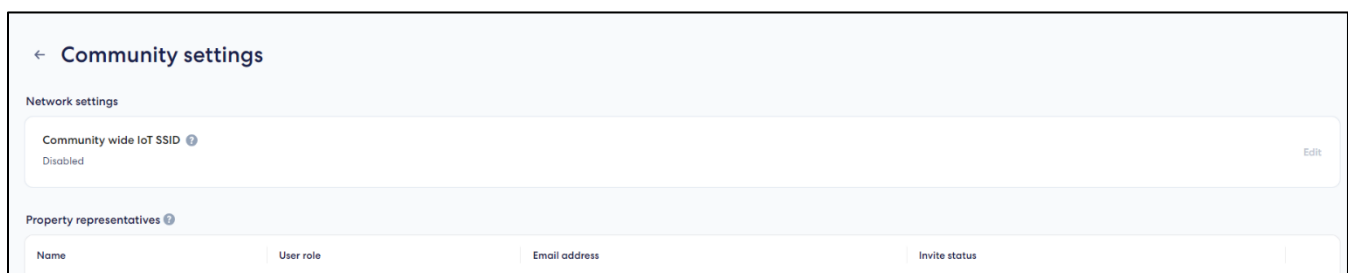 Community settings
Network settings
Community wide IoT SSID
Disabled
Edit
Property representatives
Name User role Email address Invite status